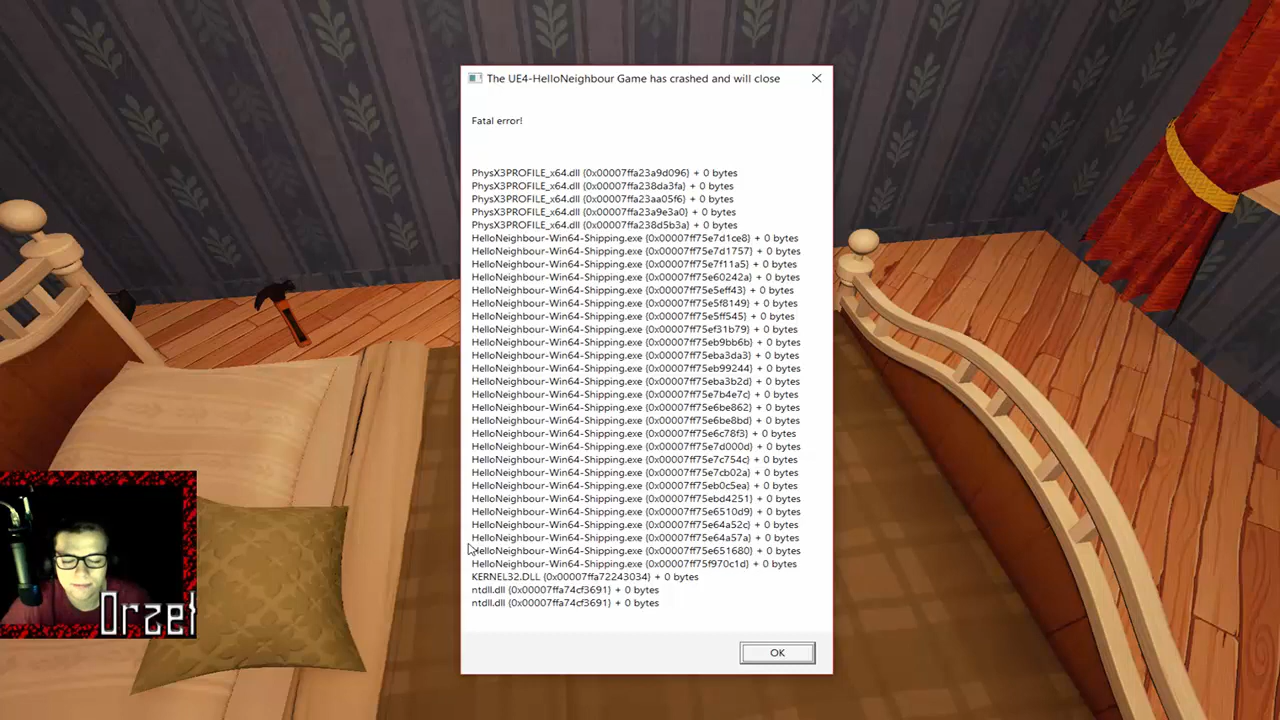 The UE4-HelloNeighbour Game has crashed and will close
Fatal error!
PhysX3PROFILE_x64.dll {0x00007ffa23a9d096} + 0 bytes
PhysX3PROFILE_x64.dll {0x00007ffa238da3fa} + 0 bytes
PhysX3PROFILE_x64.dll {0x00007ffa23aa05f6} + 0 bytes
PhysX3PROFILE_x64.dll {0x00007ffa23a9e3a0} + 0 bytes
PhysX3PROFILE_x64.dll {0x00007ffa238d5b3a} + 0 bytes
HelloNeighbour-Win64-Shipping.exe {0x00007ff75e7d1ce8} + 0 bytes
HelloNeighbour-Win64-Shipping.exe {0x00007ff75e7d1757} + 0 bytes
HelloNeighbour-Win64-Shipping.exe {0x00007ff75e7f11a5} + 0 bytes
HelloNeighbour-Win64-Shipping.exe {0x00007ff75e60242a} + 0 bytes
HelloNeighbour-Win64-Shipping.exe {0x00007ff75e5eff43} + 0 bytes
HelloNeighbour-Win64-Shipping.exe {0x00007ff75e5f8149} + 0 bytes
HelloNeighbour-Win64-Shipping.exe {0x00007ff75e5ff545} + 0 bytes
HelloNeighbour-Win64-Shipping.exe {0x00007ff75ef31b79} + 0 bytes
HelloNeighbour-Win64-Shipping.exe {0x00007ff75eb9bb6b} + 0 bytes
HelloNeighbour-Win64-Shipping.exe {0x00007ff75eba3da3} + 0 bytes
HelloNeighbour-Win64-Shipping.exe {0x00007ff75eb99244} + 0 bytes
HelloNeighbour-Win64-Shipping.exe {0x00007ff75eba3b2d} + 0 bytes
HelloNeighbour-Win64-Shipping.exe {0x00007ff75e7b4e7c} + 0 bytes
HelloNeighbour-Win64-Shipping.exe {0x00007ff75e6be862} + 0 bytes
HelloNeighbour-Win64-Shipping.exe {0x00007ff75e6be8bd} + 0 bytes
HelloNeighbour-Win64-Shipping.exe {0x00007ff75e6c78f3} + 0 bytes
HelloNeighbour-Win64-Shipping.exe {0x00007ff75e7d000d} + 0 bytes
HelloNeighbour-Win64-Shipping.exe {0x00007ff75e7c754c} + 0 bytes
HelloNeighbour-Win64-Shipping.exe {0x00007ff75e7cb02a} + 0 bytes
HelloNeighbour-Win64-Shipping.exe {0x00007ff75eb0c5ea} + 0 bytes
HelloNeighbour-Win64-Shipping.exe {0x00007ff75ebd4251} + 0 bytes
HelloNeighbour-Win64-Shipping.exe {0x00007ff75e6510d9} + 0 bytes
HelloNeighbour-Win64-Shipping.exe {0x00007ff75e64a52c} + 0 bytes
HelloNeighbour-Win64-Shipping.exe {0x00007ff75e64a57a} + 0 bytes
HelloNeighbour-Win64-Shipping.exe {0x00007ff75e651680} + 0 bytes
HelloNeighbour-Win64-Shipping.exe {0x00007ff75f970c1d} + 0 bytes
KERNEL32.DLL {0x00007ffa72243034} + 0 bytes
ntdll.dll {0x00007ffa74cf3691} + 0 bytes
ntdll.dll {0x00007ffa74cf3691} + 0 bytes
OK
Orzeł